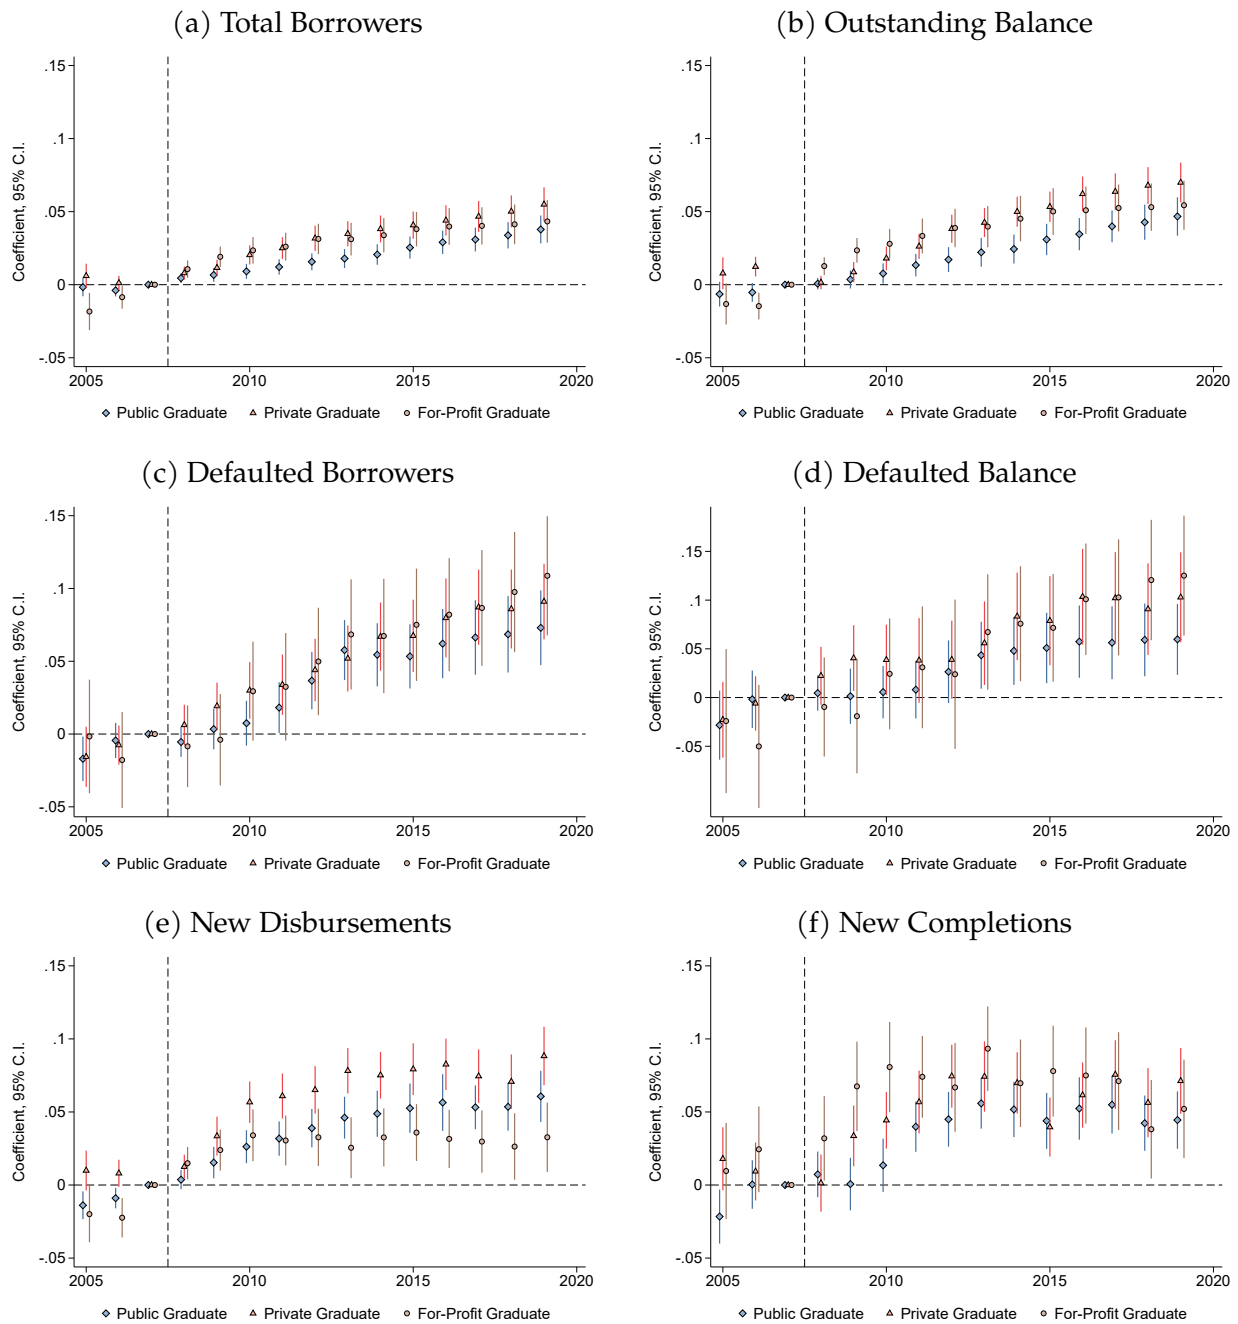 (a) Total Borrowers
Coefficient, 95% C.I.
.15
.1
.05
0
-.05
2005 2010 2015 2020
Public Graduate Private Graduate For-Profit Graduate
(b) Outstanding Balance
Coefficient, 95% C.I.
.15
.1
.05
0
-.05
2005 2010 2015 2020
Public Graduate Private Graduate For-Profit Graduate
(c) Defaulted Borrowers
Coefficient, 95% C.I.
.15
.1
.05
0
-.05
2005 2010 2015 2020
Public Graduate Private Graduate For-Profit Graduate
(d) Defaulted Balance
Coefficient, 95% C.I.
.15
.1
.05
0
-.05
2005 2010 2015 2020
Public Graduate Private Graduate For-Profit Graduate
(e) New Disbursements
Coefficient, 95% C.I.
.15
.1
.05
0
-.05
2005 2010 2015 2020
Public Graduate Private Graduate For-Profit Graduate
(f) New Completions
Coefficient, 95% C.I.
.15
.1
.05
0
-.05
2005 2010 2015 2020
Public Graduate Private Graduate For-Profit Graduate